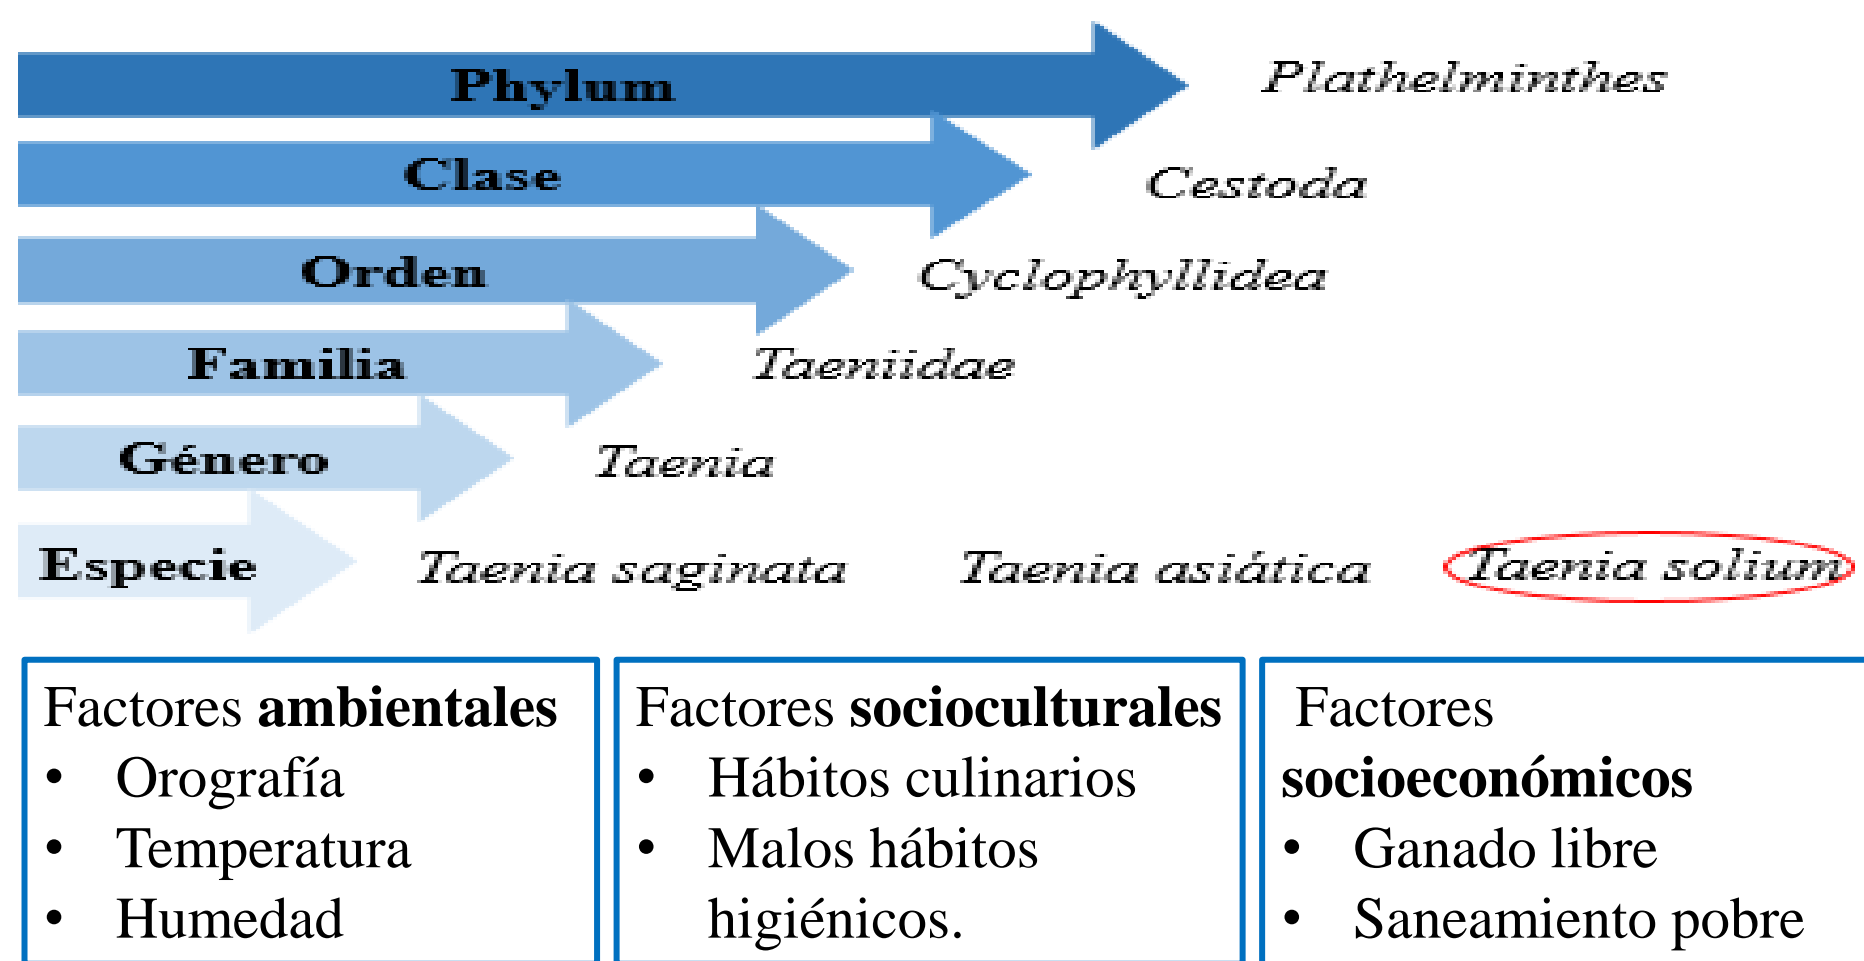 Phylum Plathelminthes
Clase Cestoda
Orden Cyclophyllidea
Familia Taeniidae
Género Taenia
Especie Taenia saginata Taenia asiática Taenia solium
Factores ambientales
• Orografía
• Temperatura
• Humedad
Factores socioculturales
• Hábitos culinarios
• Malos hábitos
higiénicos.
Factores
socioeconómicos
• Ganado libre
• Saneamiento pobre